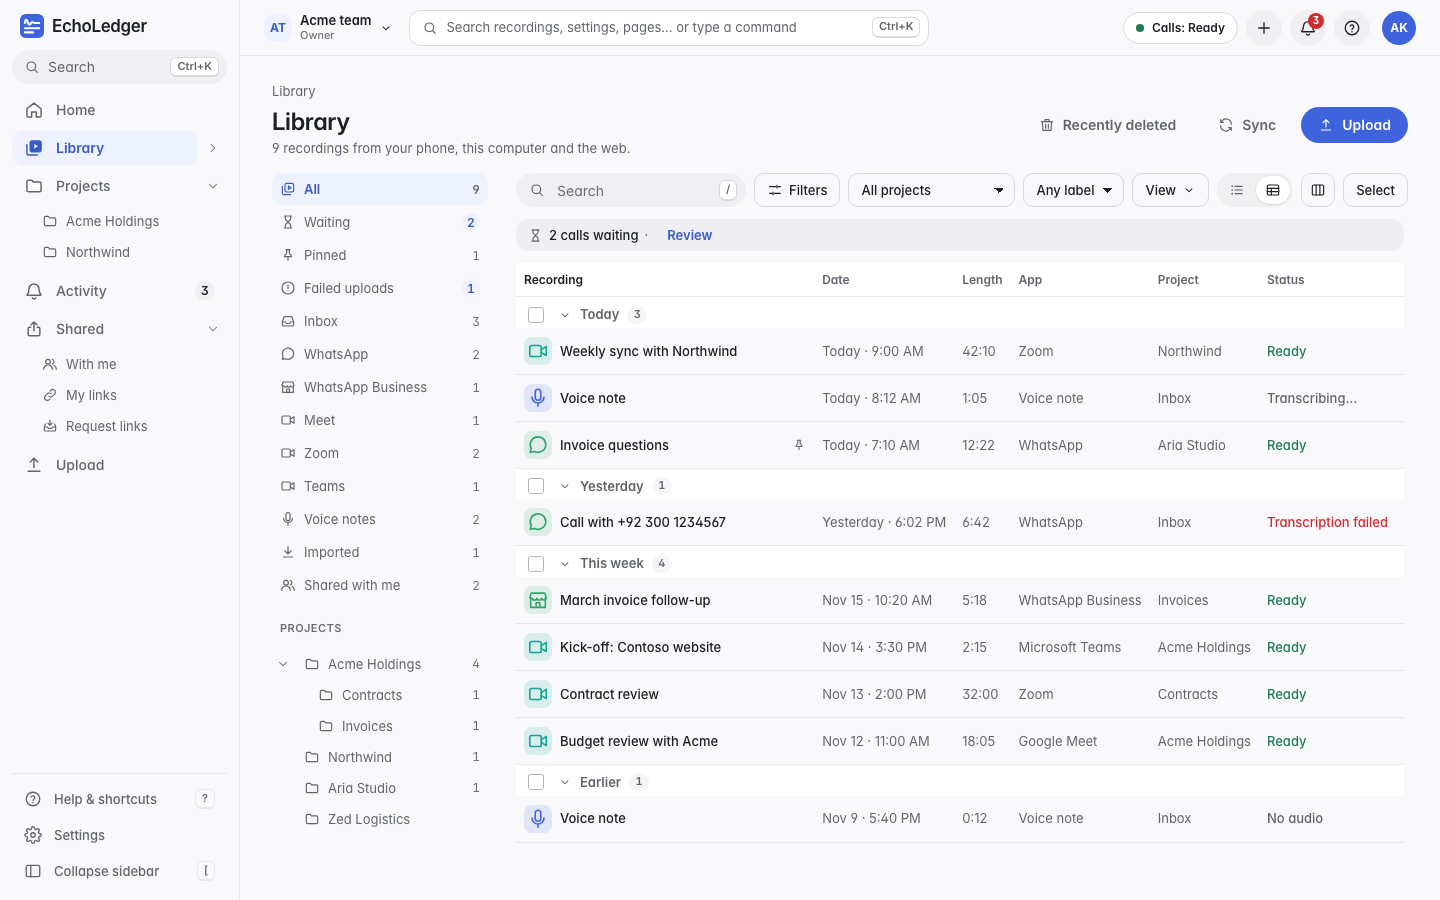 EchoLedger
Search Ctrl+K
Home
Library
Projects
Acme Holdings
Northwind
Activity 3
Shared
With me
My links
Request links
Upload
Help & shortcuts ?
Settings
Collapse sidebar [
AT Acme team
Owner
Search recordings, settings, pages... or type a command Ctrl+K
Calls: Ready
3
AK
Library
Library
9 recordings from your phone, this computer and the web.
Recently deleted
Sync
Upload
All 9
Waiting 2
Pinned 1
Failed uploads 1
Inbox 3
WhatsApp 2
WhatsApp Business 1
Meet 1
Zoom 2
Teams 1
Voice notes 2
Imported 1
Shared with me 2
PROJECTS
Acme Holdings 4
Contracts 1
Invoices 1
Northwind 1
Aria Studio 1
Zed Logistics
Search / Filters All projects Any label View Select
2 calls waiting · Review
Recording Date Length App Project Status
Today 3
Weekly sync with Northwind Today · 9:00 AM 42:10 Zoom Northwind Ready
Voice note Today · 8:12 AM 1:05 Voice note Inbox Transcribing...
Invoice questions Today · 7:10 AM 12:22 WhatsApp Aria Studio Ready
Yesterday 1
Call with +92 300 1234567 Yesterday · 6:02 PM 6:42 WhatsApp Inbox Transcription failed
This week 4
March invoice follow-up Nov 15 · 10:20 AM 5:18 WhatsApp Business Invoices Ready
Kick-off: Contoso website Nov 14 · 3:30 PM 2:15 Microsoft Teams Acme Holdings Ready
Contract review Nov 13 · 2:00 PM 32:00 Zoom Contracts Ready
Budget review with Acme Nov 12 · 11:00 AM 18:05 Google Meet Acme Holdings Ready
Earlier 1
Voice note Nov 9 · 5:40 PM 0:12 Voice note Inbox No audio